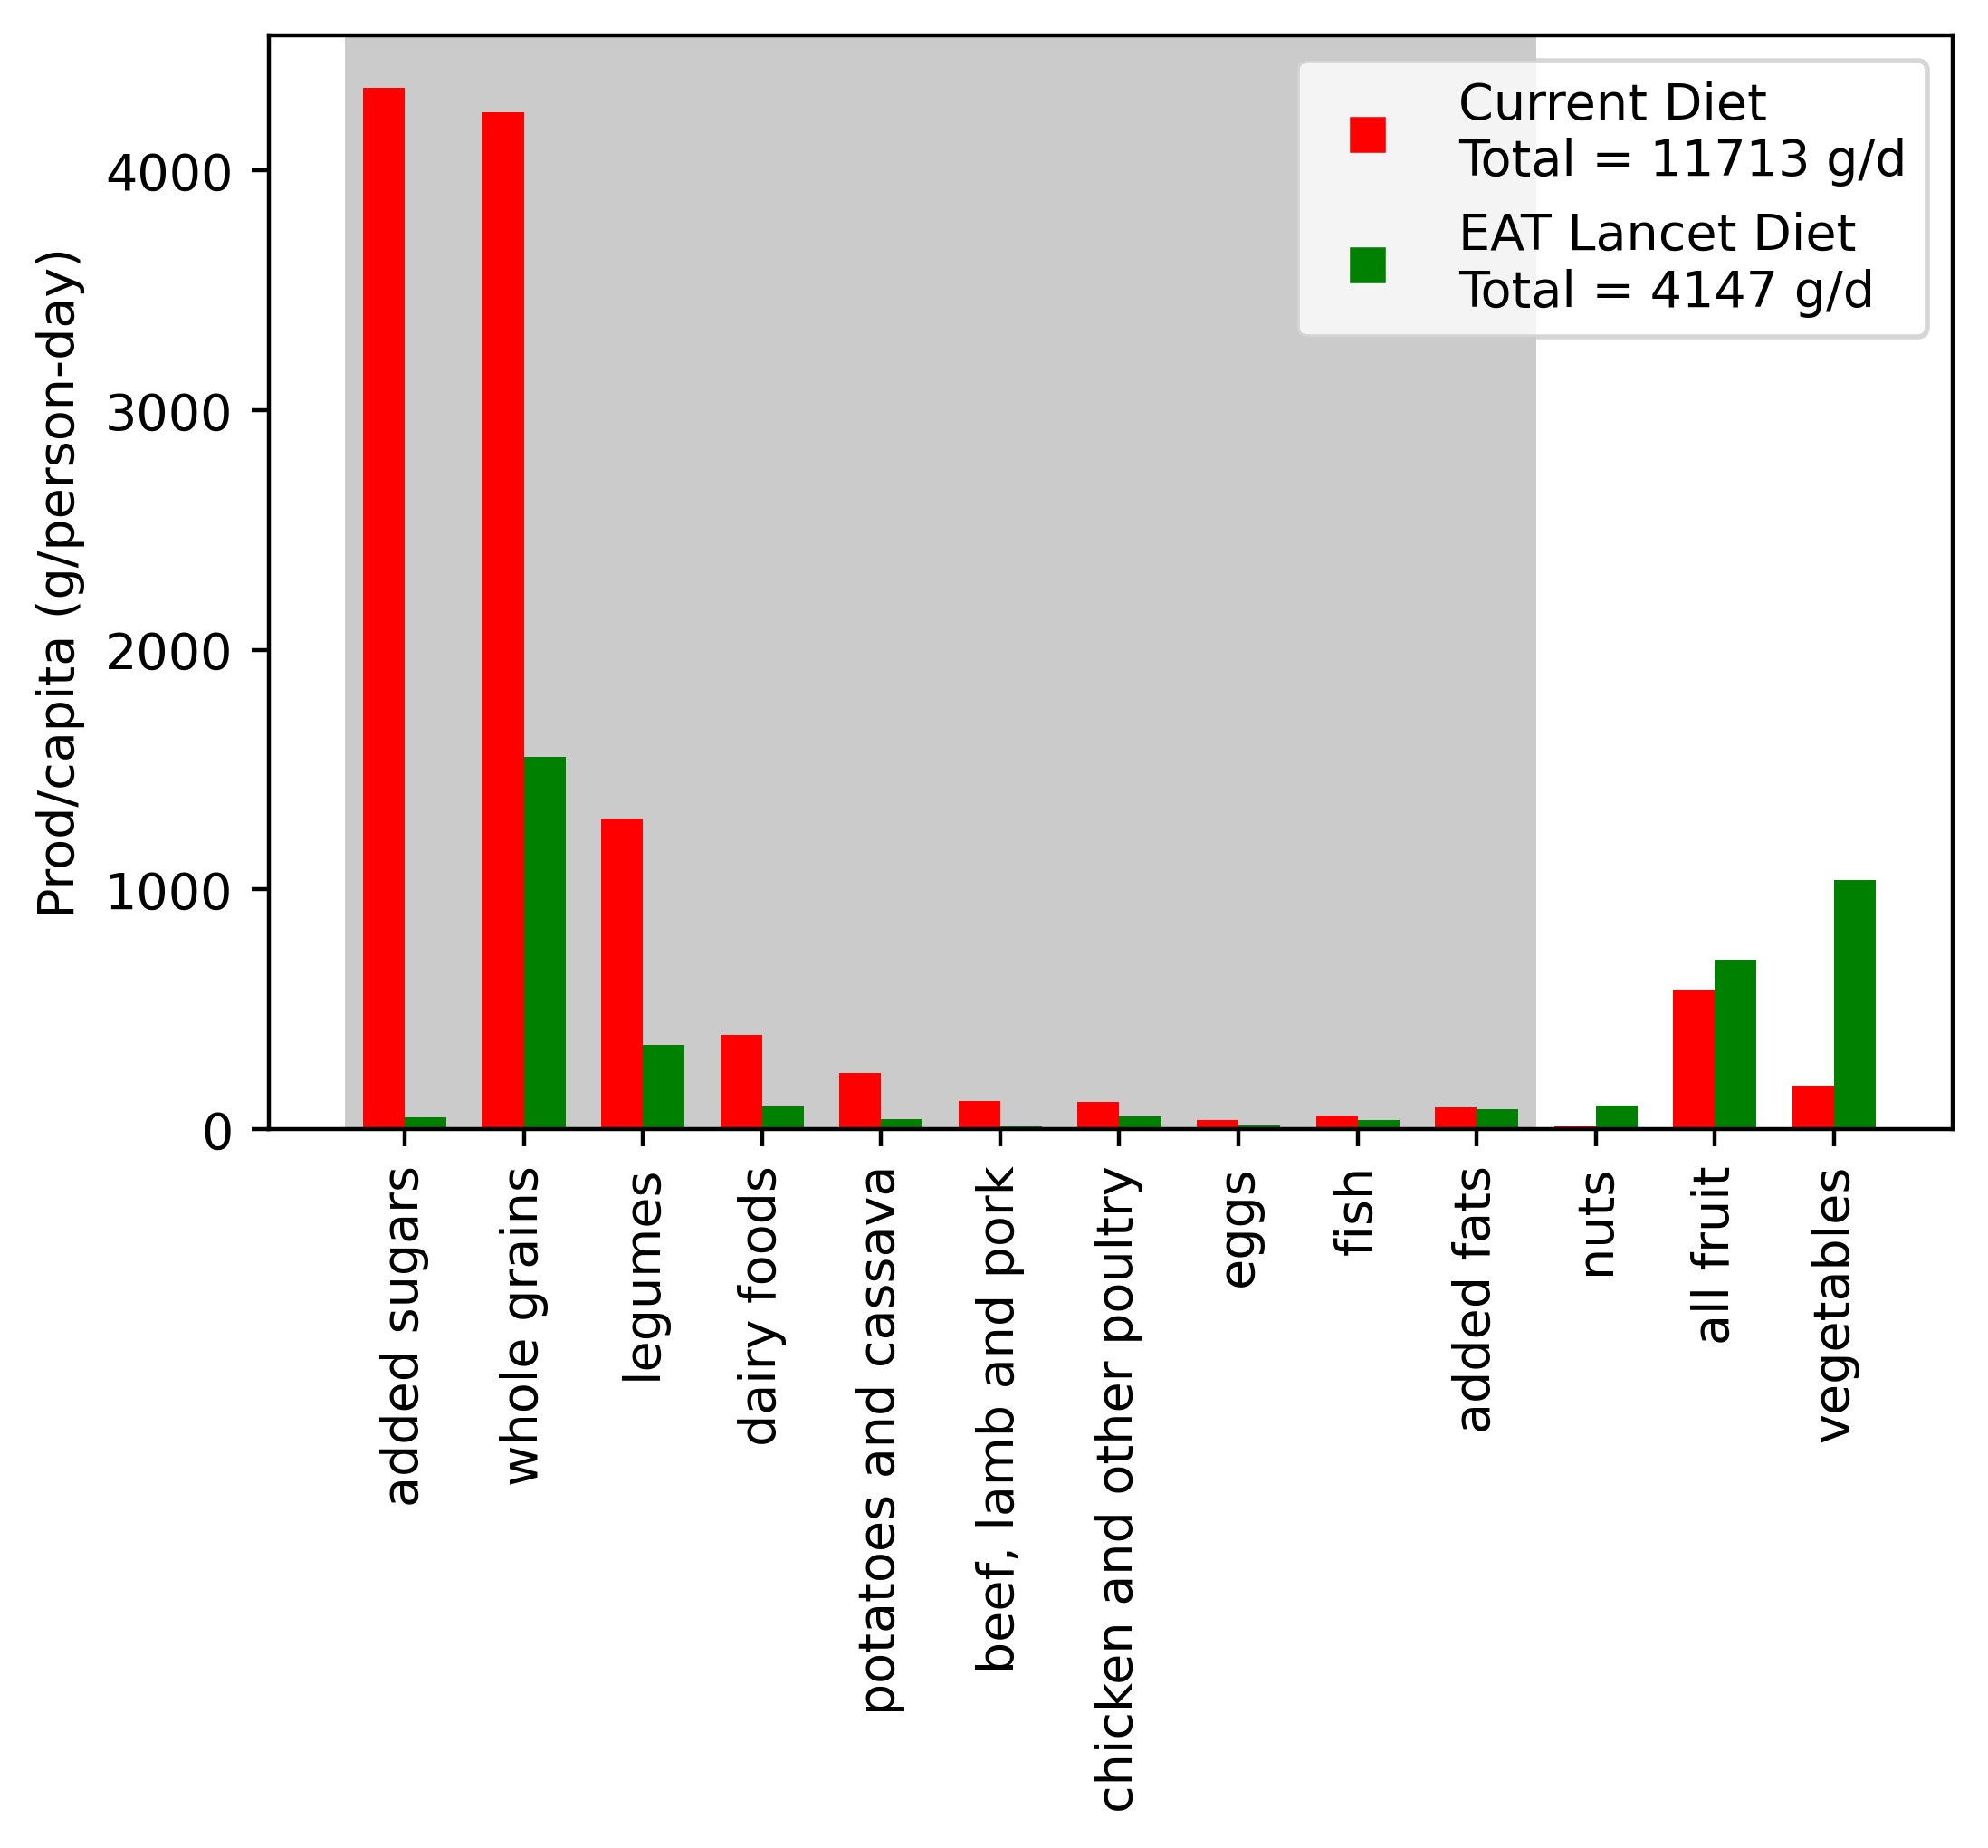 Current Diet
Total = 11713 g/d
EAT Lancet Diet
Total = 4147 g/d
Prod/capita (g/person-day)
4000
3000
2000
1000
0
added sugars
whole grains
legumes
dairy foods
potatoes and cassava
beef, lamb and pork
chicken and other poultry
eggs
fish
added fats
nuts
all fruit
vegetables